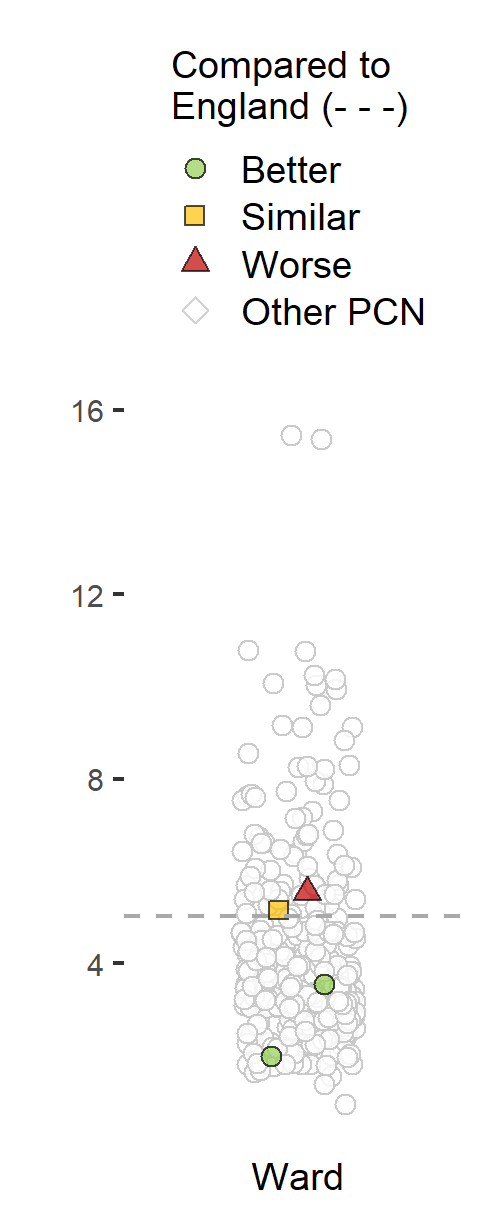 Compared to
England (- - -)
Better
Similar
Worse
Other PCN
16
12
8
4
Ward